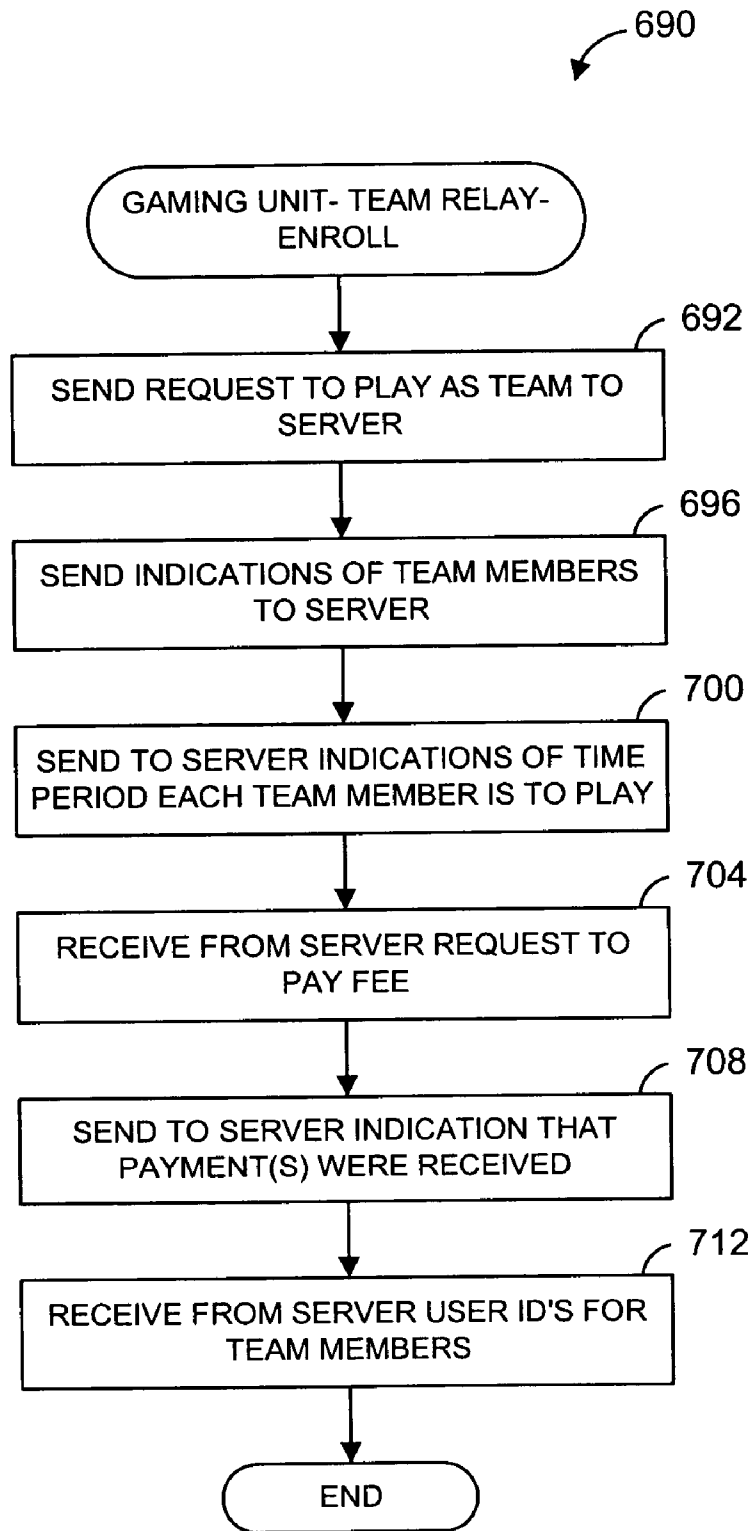 690
GAMING UNIT- TEAM RELAY-
ENROLL
692
SEND REQUEST TO PLAY AS TEAM TO
SERVER
696
SEND INDICATIONS OF TEAM MEMBERS
TO SERVER
700
SEND TO SERVER INDICATIONS OF TIME
PERIOD EACH TEAM MEMBER IS TO PLAY
704
RECEIVE FROM SERVER REQUEST TO
PAY FEE
708
SEND TO SERVER INDICATION THAT
PAYMENT(S) WERE RECEIVED
712
RECEIVE FROM SERVER USER ID'S FOR
TEAM MEMBERS
END